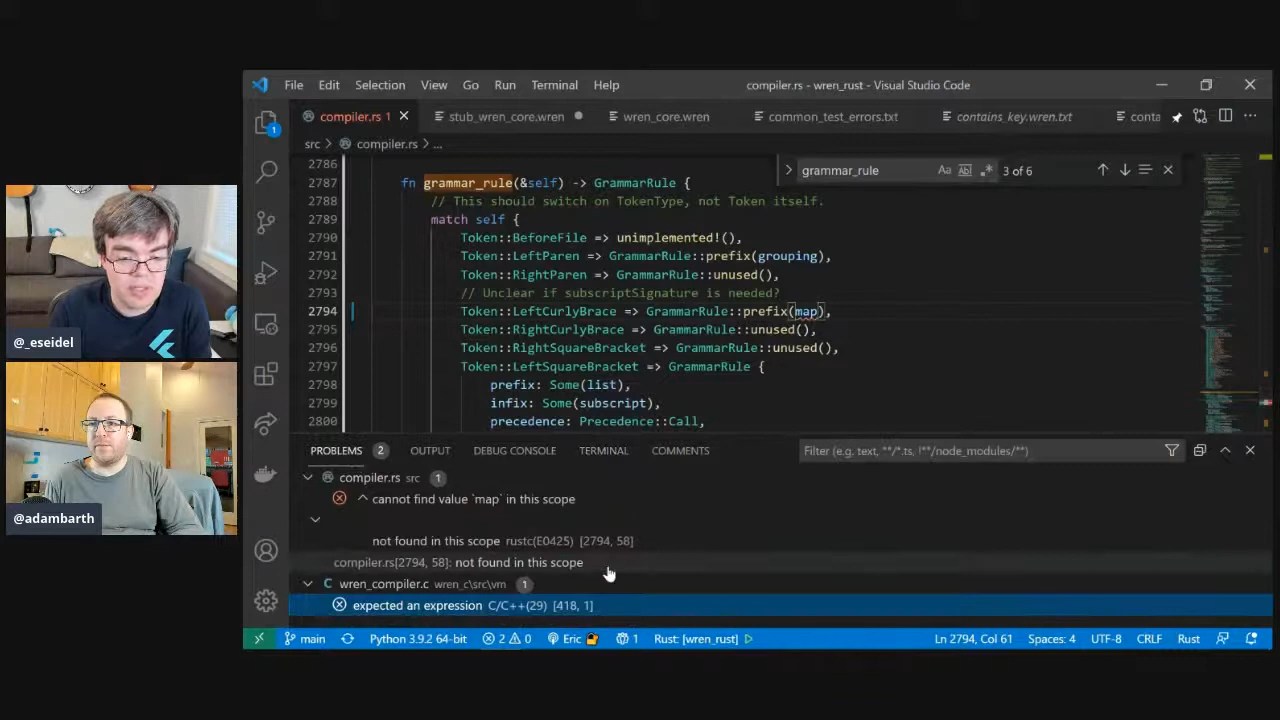 File Edit Selection View Go Run Terminal Help compiler.rs - wren_rust - Visual Studio Code
compiler.rs 1 stub_wren_core.wren wren_core.wren common_test_errors.txt contains_key.wren.txt conta
src > compiler.rs > ...
grammar_rule Aa ab .* 3 of 6
2786
2787 fn grammar_rule(&self) -> GrammarRule {
2788 // This should switch on TokenType, not Token itself.
2789 match self {
2790 Token::BeforeFile => unimplemented!(),
2791 Token::LeftParen => GrammarRule::prefix(grouping),
2792 Token::RightParen => GrammarRule::unused(),
2793 // Unclear if subscriptSignature is needed?
2794 Token::LeftCurlyBrace => GrammarRule::prefix(map),
2795 Token::RightCurlyBrace => GrammarRule::unused(),
2796 Token::RightSquareBracket => GrammarRule::unused(),
2797 Token::LeftSquareBracket => GrammarRule {
2798 prefix: Some(list),
2799 infix: Some(subscript),
2800 precedence: Precedence::Call,
1
@_eseidel
@adambarth
PROBLEMS 2 OUTPUT DEBUG CONSOLE TERMINAL COMMENTS Filter (e.g. text, **/*.ts, !**/node_modules/**)
compiler.rs src 1
^ cannot find value `map` in this scope
not found in this scope rustc(E0425) [2794, 58]
compiler.rs[2794, 58]: not found in this scope
C wren_compiler.c wren_c\src\vm 1
expected an expression C/C++(29) [418, 1]
main Python 3.9.2 64-bit 2 0 Eric 1 Rust: [wren_rust] Ln 2794, Col 61 Spaces: 4 UTF-8 CRLF Rust